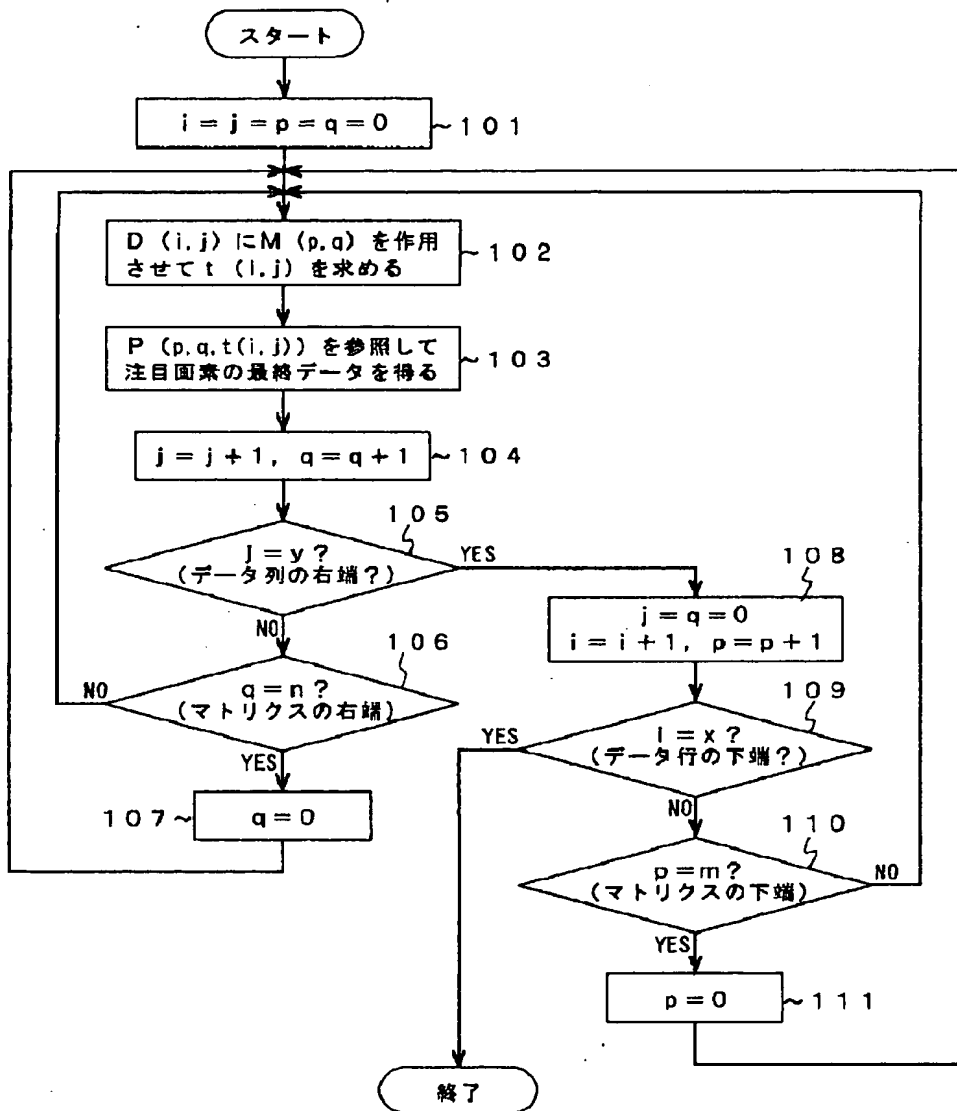 スタート
i=j=p=q=0
~101
D (i,j) にM (p,q) を作用
させて t (i,j) を求める
~102
P (p,q,t(i,j)) を参照して
注目画素の最終データを得る
~103
j=j+1, q=q+1
~104
105
j=y?
(データ列の右端?)
YES
NO
106
q=n?
(マトリクスの右端)
NO
YES
107~
q=0
108
j=q=0
i=i+1, p=p+1
109
i=x?
(データ行の下端?)
YES
NO
110
p=m?
(マトリクスの下端)
NO
YES
p=0
~111
終了